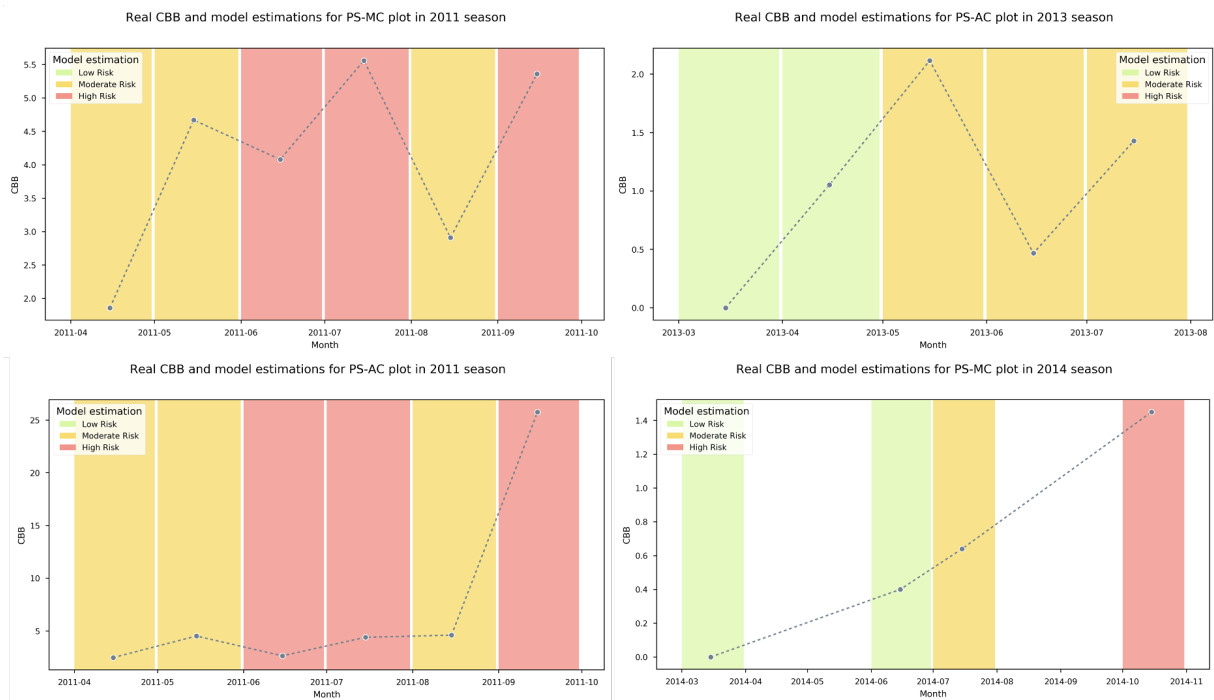 Real CBB and model estimations for PS-MC plot in 2011 season
Model estimation
Low Risk
Moderate Risk
High Risk
CBB
5.5
5.0
4.5
4.0
3.5
3.0
2.5
2.0
2011-04 2011-05 2011-06 2011-07 2011-08 2011-09 2011-10
Month
Real CBB and model estimations for PS-AC plot in 2013 season
Model estimation
Low Risk
Moderate Risk
High Risk
CBB
2.0
1.5
1.0
0.5
0.0
2013-03 2013-04 2013-05 2013-06 2013-07 2013-08
Month
Real CBB and model estimations for PS-AC plot in 2011 season
Model estimation
Low Risk
Moderate Risk
High Risk
CBB
25
20
15
10
5
2011-04 2011-05 2011-06 2011-07 2011-08 2011-09 2011-10
Month
Real CBB and model estimations for PS-MC plot in 2014 season
Model estimation
Low Risk
Moderate Risk
High Risk
CBB
1.4
1.2
1.0
0.8
0.6
0.4
0.2
0.0
2014-03 2014-04 2014-05 2014-06 2014-07 2014-08 2014-09 2014-10 2014-11
Month